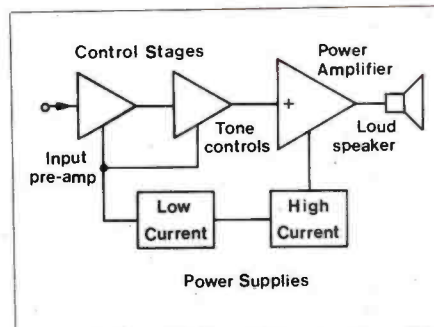 Control Stages
Power
Amplifier
+
Tone
controls
Loud
speaker
Input
pre-amp
Low
Current
High
Current
Power Supplies